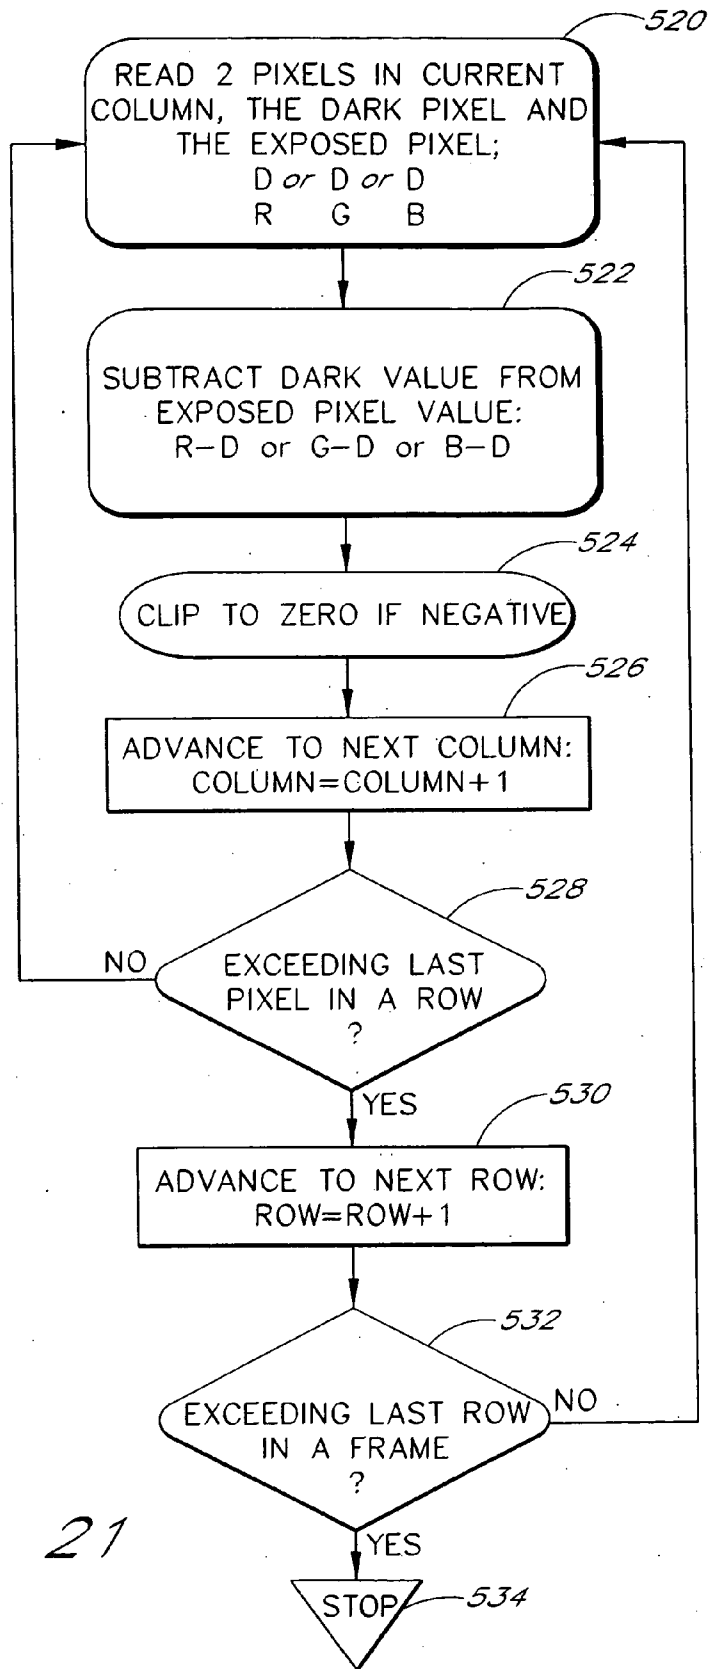 520
READ 2 PIXELS IN CURRENT
COLUMN, THE DARK PIXEL AND
THE EXPOSED PIXEL;
D or D or D
R G B
522
SUBTRACT DARK VALUE FROM
EXPOSED PIXEL VALUE:
R-D or G-D or B-D
524
CLIP TO ZERO IF NEGATIVE
526
ADVANCE TO NEXT COLUMN:
COLUMN=COLUMN+1
528
NO
EXCEEDING LAST
PIXEL IN A ROW
?
YES
530
ADVANCE TO NEXT ROW:
ROW=ROW+1
532
NO
EXCEEDING LAST ROW
IN A FRAME
?
21
YES
STOP
534